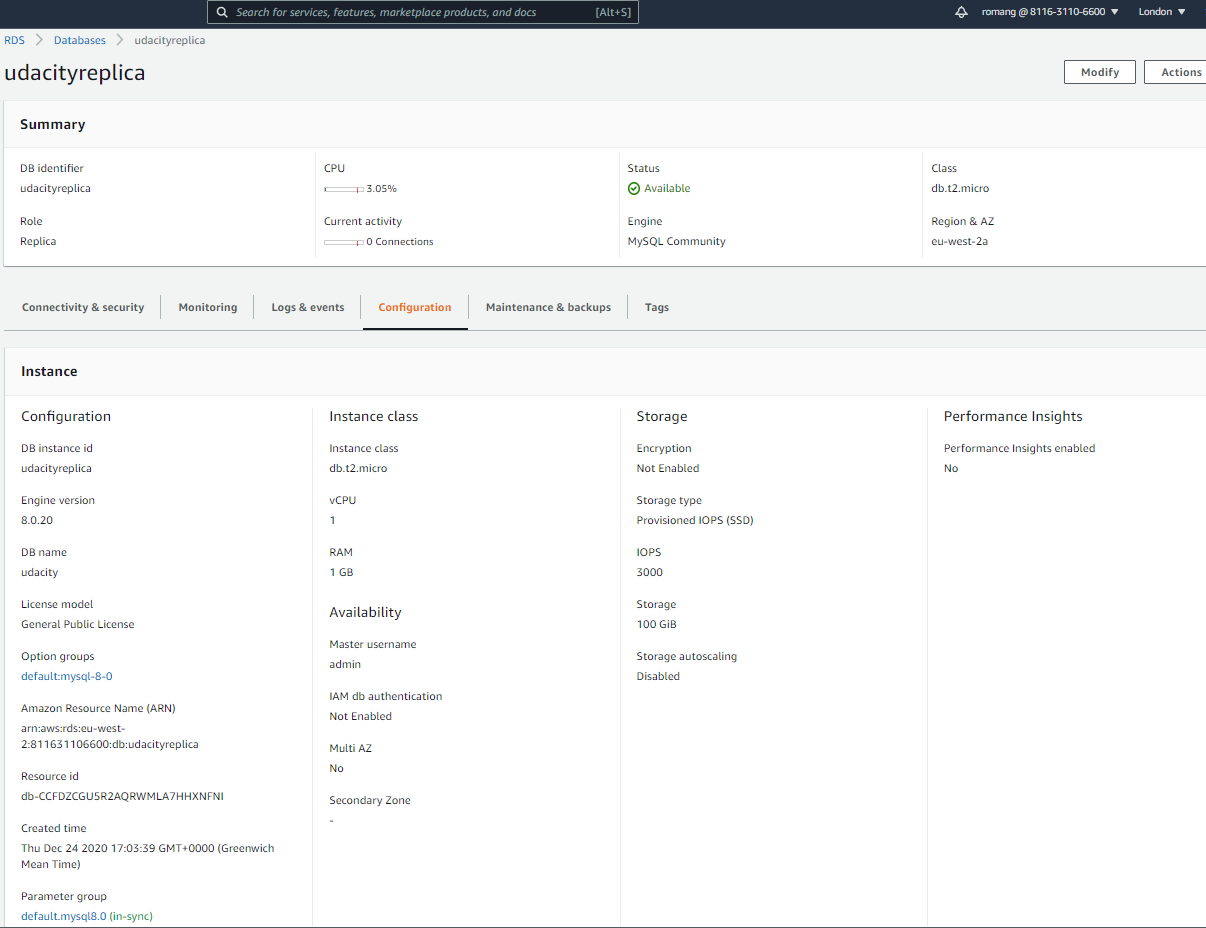 Search for services, features, marketplace products, and docs [Alt+S] romang @ 8116-3110-6600 ▼ London ▼
RDS > Databases > udacityreplica
udacityreplica
Modify Actions
Summary
DB identifier
udacityreplica
CPU
3.05%
Status
Available
Class
db.t2.micro
Role
Replica
Current activity
0 Connections
Engine
MySQL Community
Region & AZ
eu-west-2a
Connectivity & security Monitoring Logs & events Configuration Maintenance & backups Tags
Instance
Configuration
DB instance id
udacityreplica
Engine version
8.0.20
DB name
udacity
License model
General Public License
Option groups
default:mysql-8-0
Amazon Resource Name (ARN)
arn:aws:rds:eu-west-
2:811631106600:db:udacityreplica
Resource id
db-CCFDZCGU5R2AQRWMLA7HHXNFNI
Created time
Thu Dec 24 2020 17:03:39 GMT+0000 (Greenwich
Mean Time)
Parameter group
default.mysql8.0 (in-sync)
Instance class
Instance class
db.t2.micro
vCPU
1
RAM
1 GB
Availability
Master username
admin
IAM db authentication
Not Enabled
Multi AZ
No
Secondary Zone
-
Storage
Encryption
Not Enabled
Storage type
Provisioned IOPS (SSD)
IOPS
3000
Storage
100 GiB
Storage autoscaling
Disabled
Performance Insights
Performance Insights enabled
No